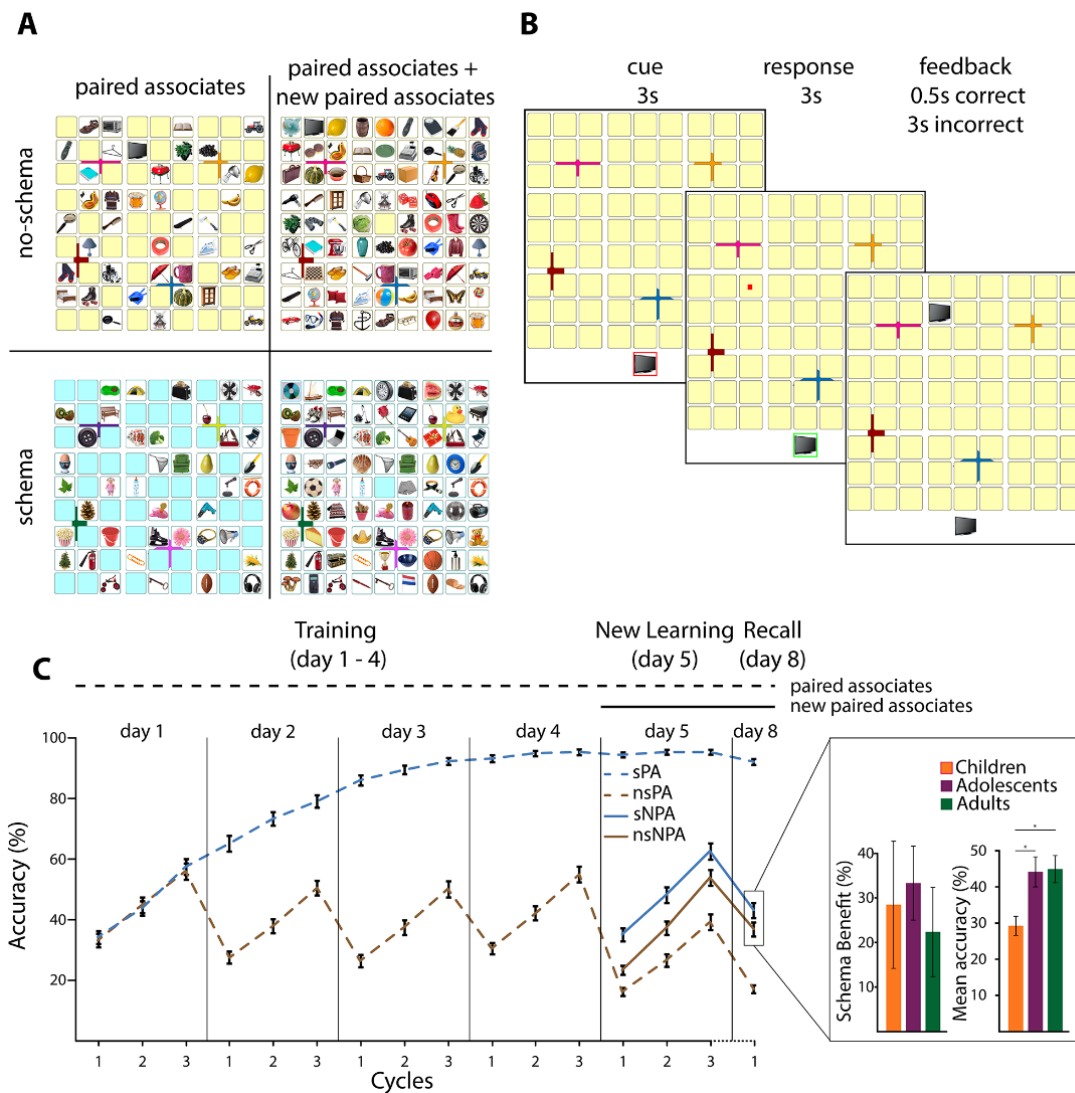 A
B
paired associates
paired associates +
new paired associates
no-schema
schema
cue
3s
response
3s
feedback
0.5s correct
3s incorrect
C
Training
(day 1 - 4)
New Learning
(day 5)
Recall
(day 8)
paired associates
new paired associates
day 1
day 2
day 3
day 4
day 5
day 8
Accuracy (%)
100
80
60
40
20
sPA
nsPA
sNPA
nsNPA
1 2 3 1 2 3 1 2 3 1 2 3 1 2 3 1
Cycles
Children
Adolescents
Adults
Schema Benefit (%)
40
30
20
10
Mean accuracy (%)
50
40
30
20
10
*
*